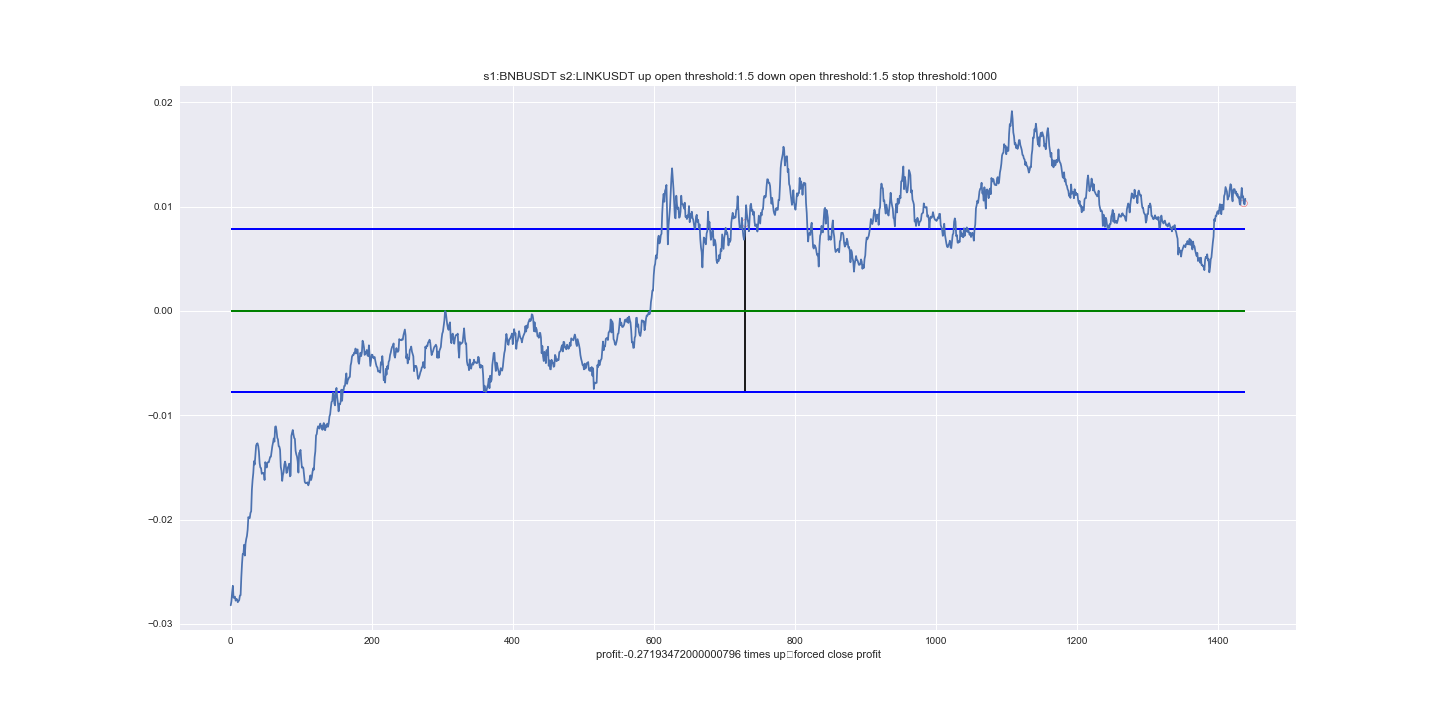 s1:BNBUSDT s2:LINKUSDT up open threshold:1.5 down open threshold:1.5 stop threshold:1000
0.02
0.01
0.00
−0.01
−0.02
−0.03
0 200 400 600 800 1000 1200 1400
profit:-0.27193472000000796 times up□forced close profit